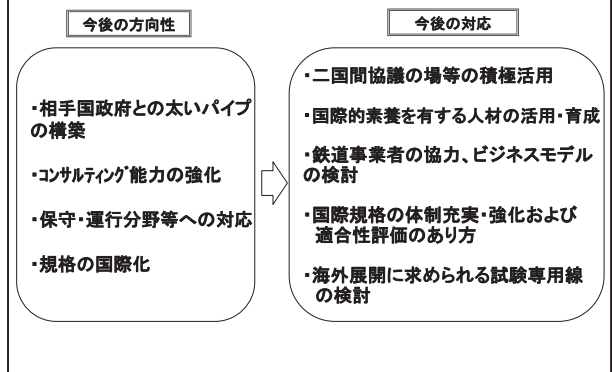 今後の方向性
・相手国政府との太いパイプ
の構築
・コンサルティング能力の強化
・保守・運行分野等への対応
・規格の国際化
今後の対応
・二国間協議の場等の積極活用
・国際的素養を有する人材の活用・育成
・鉄道事業者の協力、ビジネスモデル
の検討
・国際規格の体制充実・強化および
適合性評価のあり方
・海外展開に求められる試験専用線
の検討